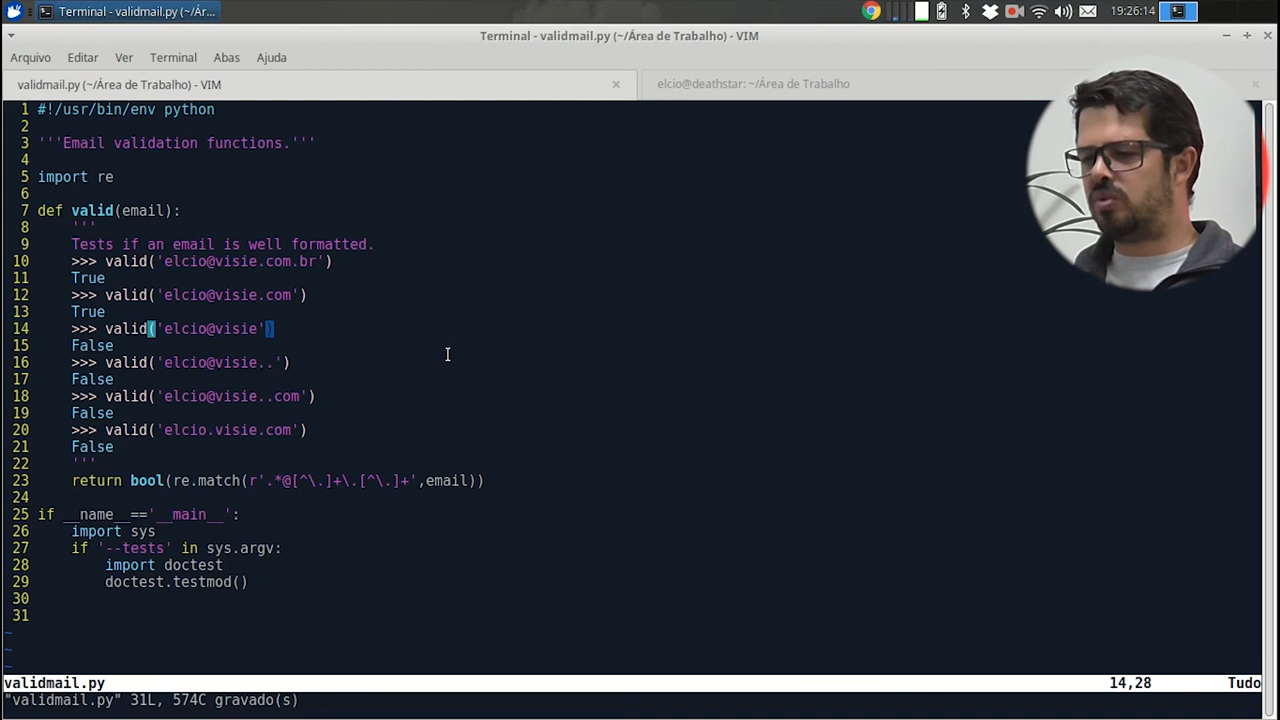 Terminal - validmail.py (~/Ár...
19:26:14
Terminal - validmail.py (~/Área de Trabalho) - VIM
Arquivo Editar Ver Terminal Abas Ajuda
validmail.py (~/Área de Trabalho) - VIM
elcio@deathstar: ~/Área de Trabalho
1 #!/usr/bin/env python
2
3 '''Email validation functions.'''
4
5 import re
6
7 def valid(email):
8     '''
9     Tests if an email is well formatted.
10     >>> valid('elcio@visie.com.br')
11     True
12     >>> valid('elcio@visie.com')
13     True
14     >>> valid('elcio@visie')
15     False
16     >>> valid('elcio@visie..')
17     False
18     >>> valid('elcio@visie..com')
19     False
20     >>> valid('elcio.visie.com')
21     False
22     '''
23     return bool(re.match(r'.*@[^\.]+\.[^\.]+',email))
24
25 if __name__=='__main__':
26     import sys
27     if '--tests' in sys.argv:
28         import doctest
29         doctest.testmod()
30
31
~
~
~
validmail.py 14,28 Tudo
"validmail.py" 31L, 574C gravado(s)